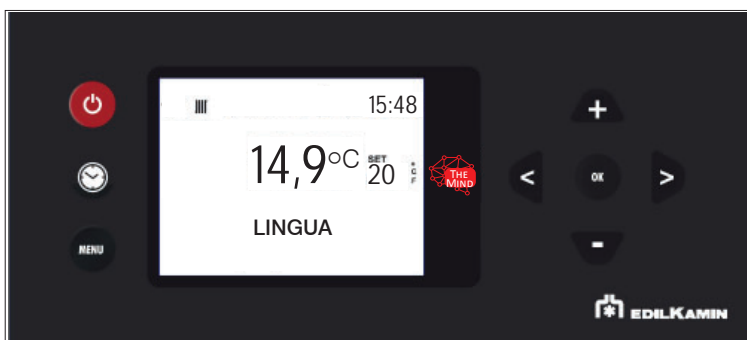 15:48
14,9°C
SET
20
°C
F
LINGUA
THE
MIND
MENU
+
<
OK
>
-
EDILKAMIN